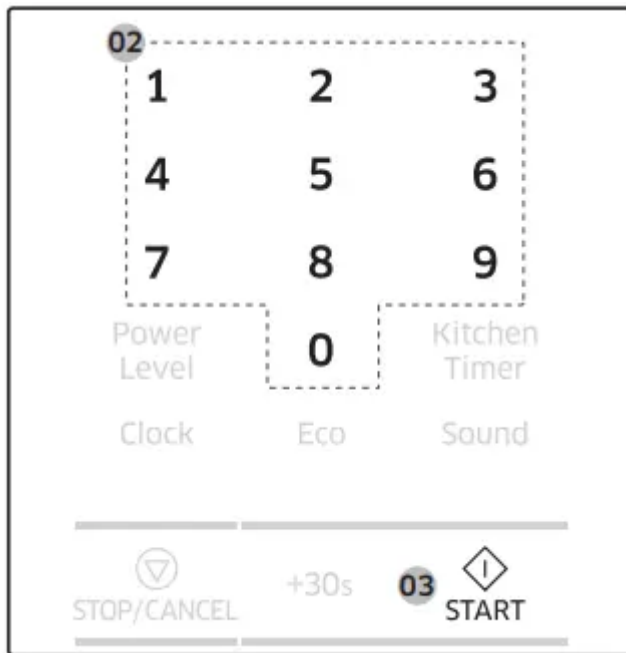 02
1 2 3
4 5 6
7 8 9
Power Level
0
Kitchen Timer
Clock Eco Sound
STOP/CANCEL
+30s
03
START